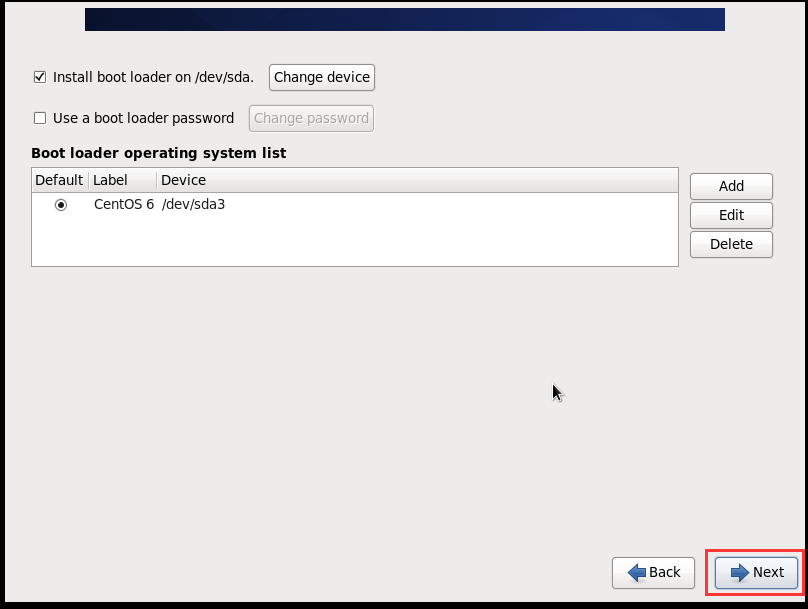 Install boot loader on /dev/sda. Change device
Use a boot loader password Change password
Boot loader operating system list
Default Label Device
CentOS 6 /dev/sda3
Add
Edit
Delete
Back Next